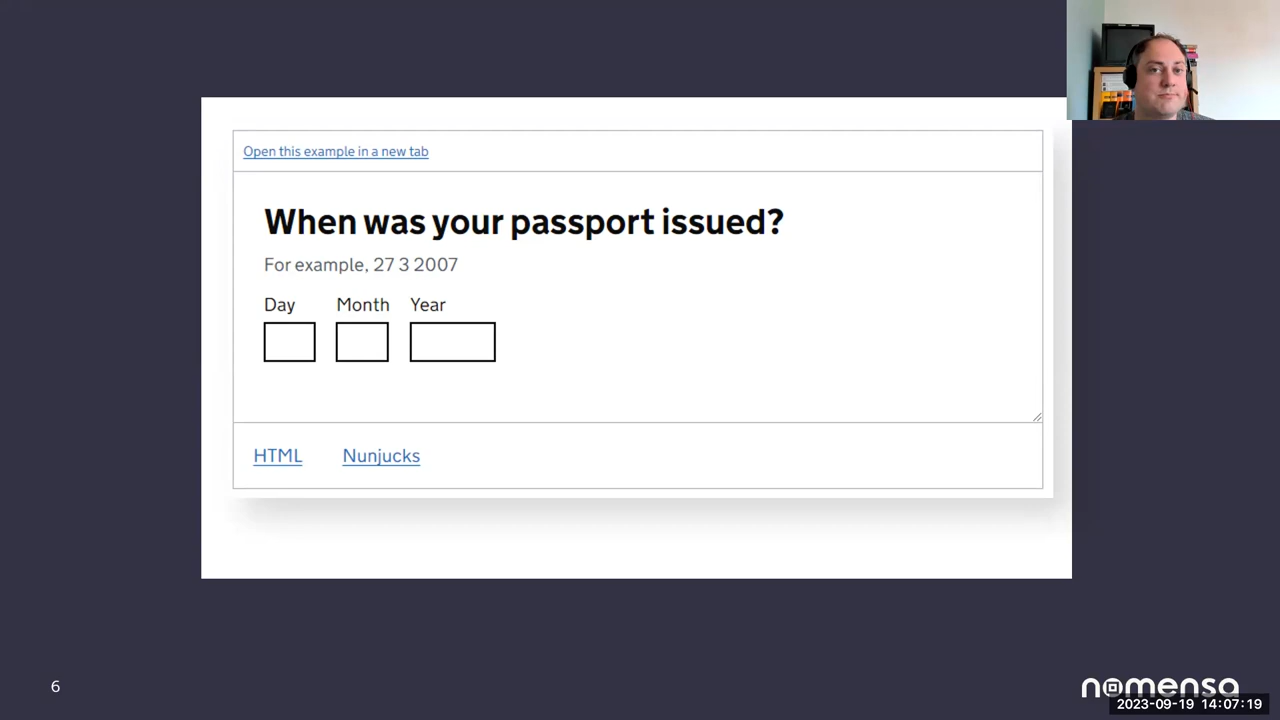 Open this example in a new tab
When was your passport issued?
For example, 27 3 2007
Day Month Year
HTML Nunjucks
6
nomensa
2023-09-19 14:07:19